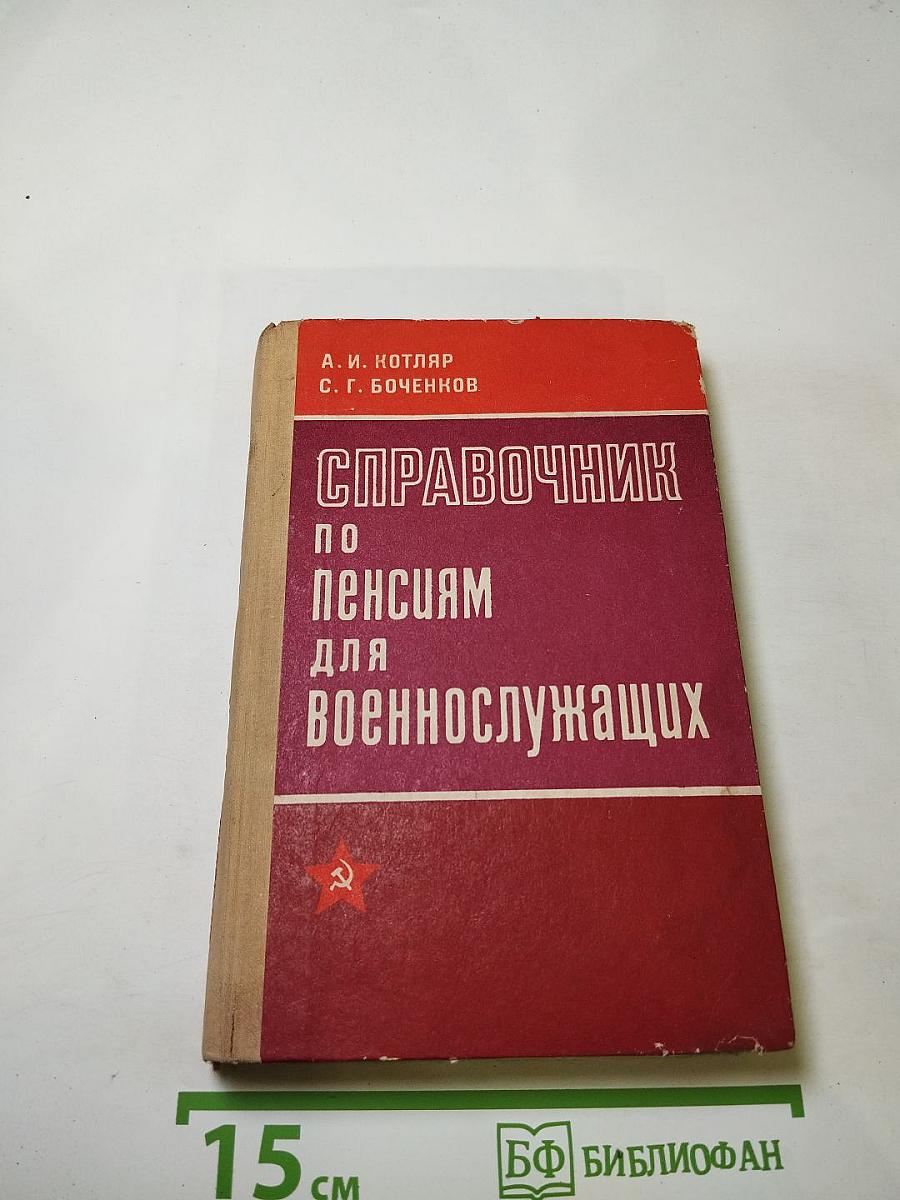 А. И. КОТЛЯР
С. Г. БОЧЕНКОВ
СПРАВОЧНИК
ПО
ПЕНСИЯМ
ДЛЯ
ВОЕННОСЛУЖАЩИХ
15 см
БФ БИБЛИОФАН